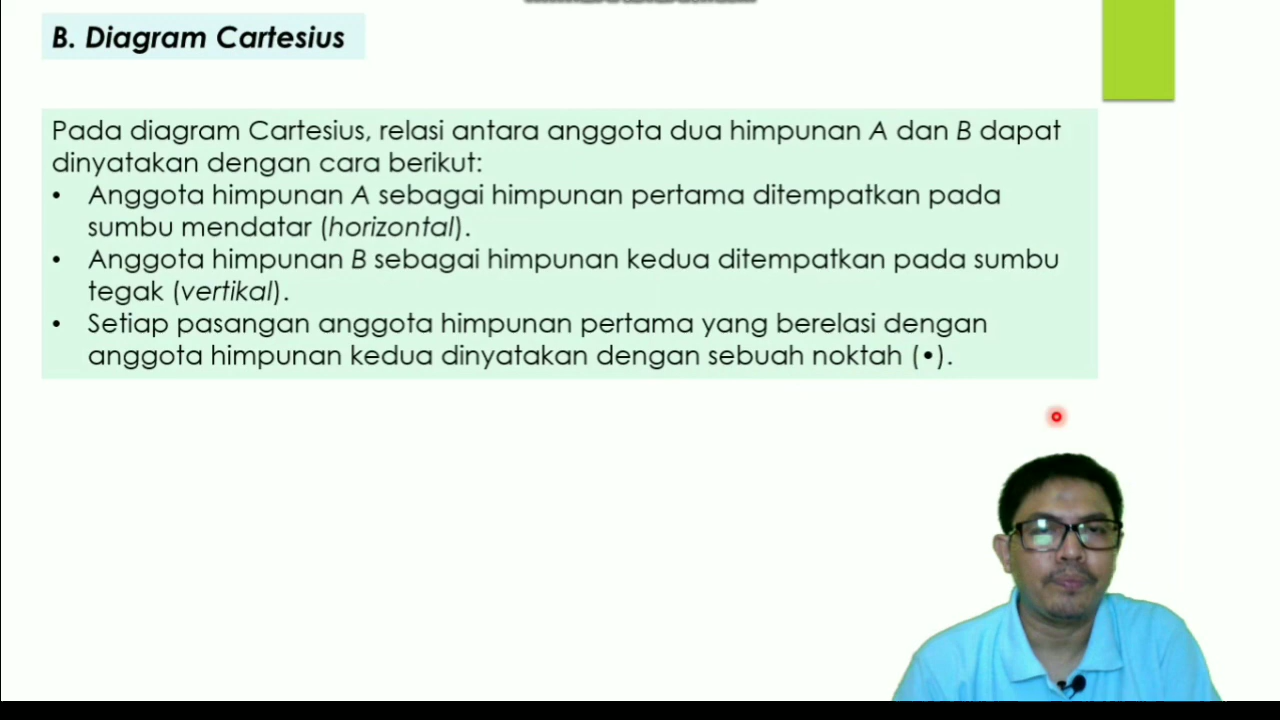 B. Diagram Cartesius
Pada diagram Cartesius, relasi antara anggota dua himpunan A dan B dapat
dinyatakan dengan cara berikut:
• Anggota himpunan A sebagai himpunan pertama ditempatkan pada
sumbu mendatar (horizontal).
• Anggota himpunan B sebagai himpunan kedua ditempatkan pada sumbu
tegak (vertikal).
• Setiap pasangan anggota himpunan pertama yang berelasi dengan
anggota himpunan kedua dinyatakan dengan sebuah noktah (•).